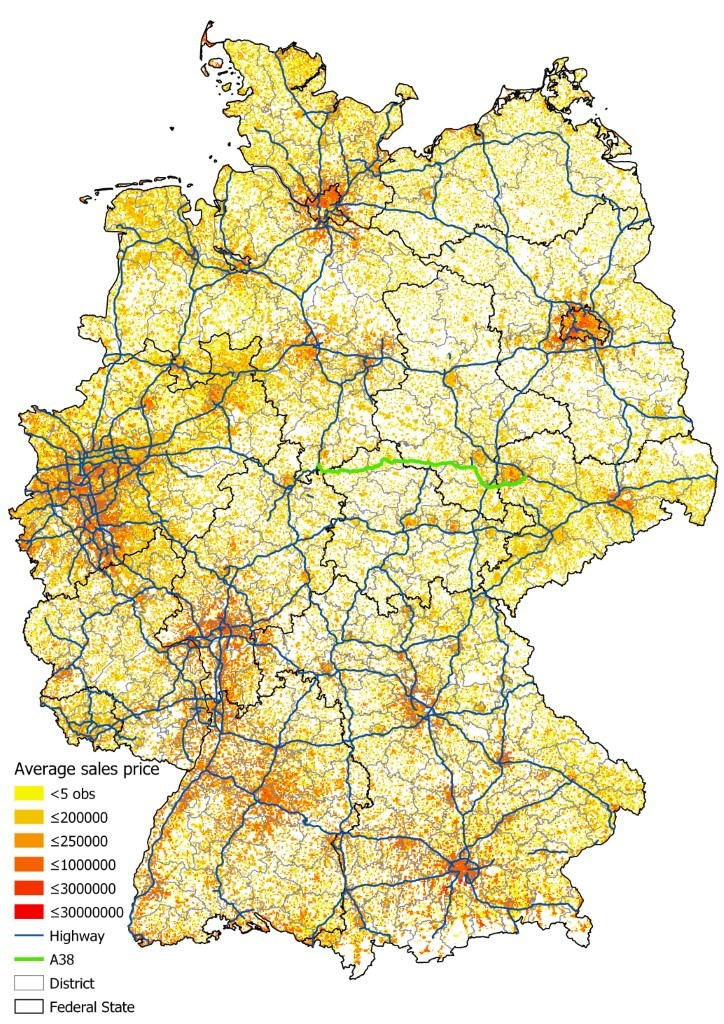 Average sales price
<5 obs
≤200000
≤250000
≤1000000
≤3000000
≤30000000
Highway
A38
District
Federal State